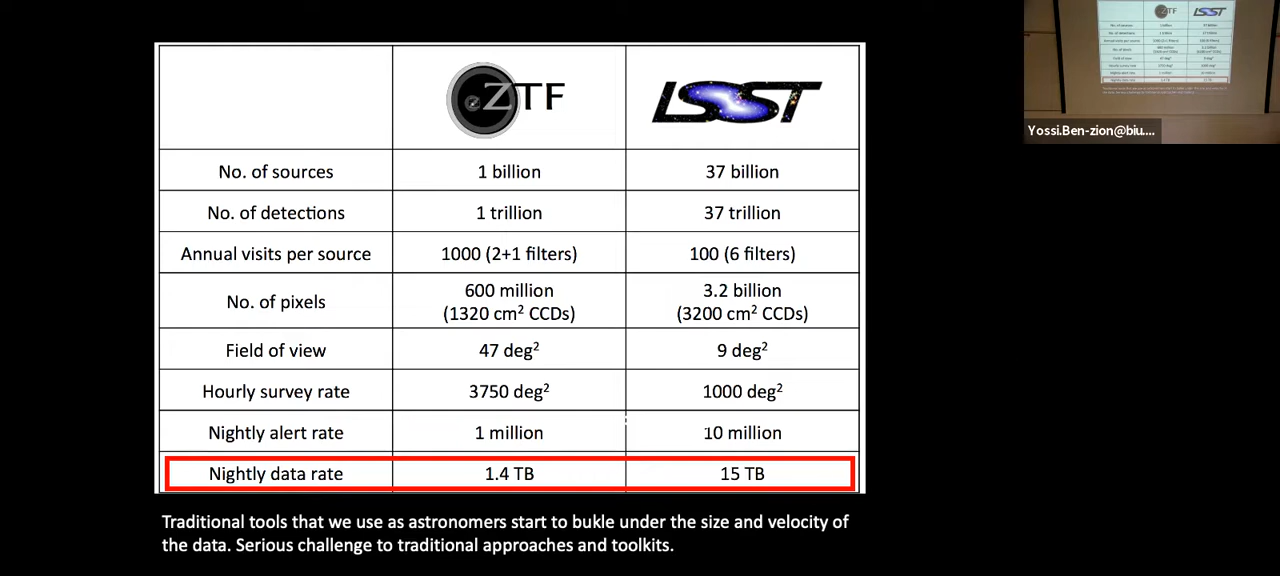 ZTF LSST
No. of sources 1 billion 37 billion
No. of detections 1 trillion 37 trillion
Annual visits per source 1000 (2+1 filters) 100 (6 filters)
No. of pixels 600 million (1320 cm² CCDs) 3.2 billion (3200 cm² CCDs)
Field of view 47 deg² 9 deg²
Hourly survey rate 3750 deg² 1000 deg²
Nightly alert rate 1 million 10 million
Nightly data rate 1.4 TB 15 TB
Traditional tools that we use as astronomers start to bukle under the size and velocity of
the data. Serious challenge to traditional approaches and toolkits.
Yossi.Ben-zion@biu....